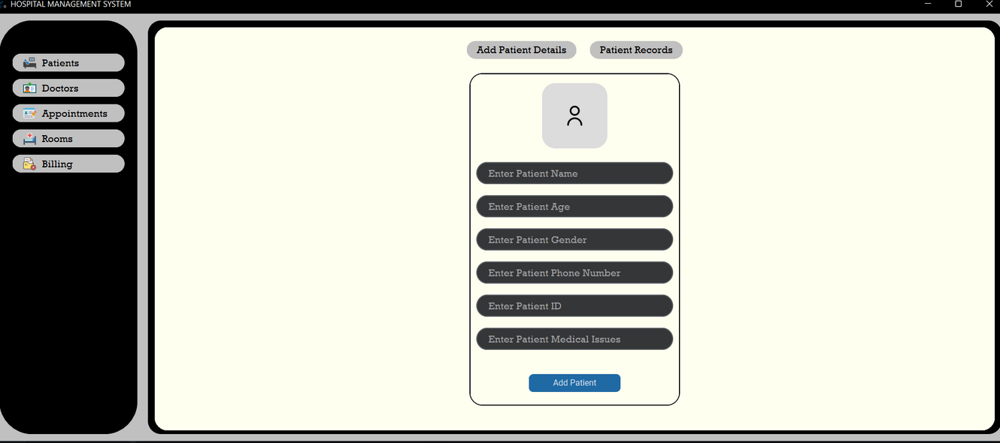 HOSPITAL MANAGEMENT SYSTEM
Patients
Doctors
Appointments
Rooms
Billing
Add Patient Details
Patient Records
Enter Patient Name
Enter Patient Age
Enter Patient Gender
Enter Patient Phone Number
Enter Patient ID
Enter Patient Medical Issues
Add Patient